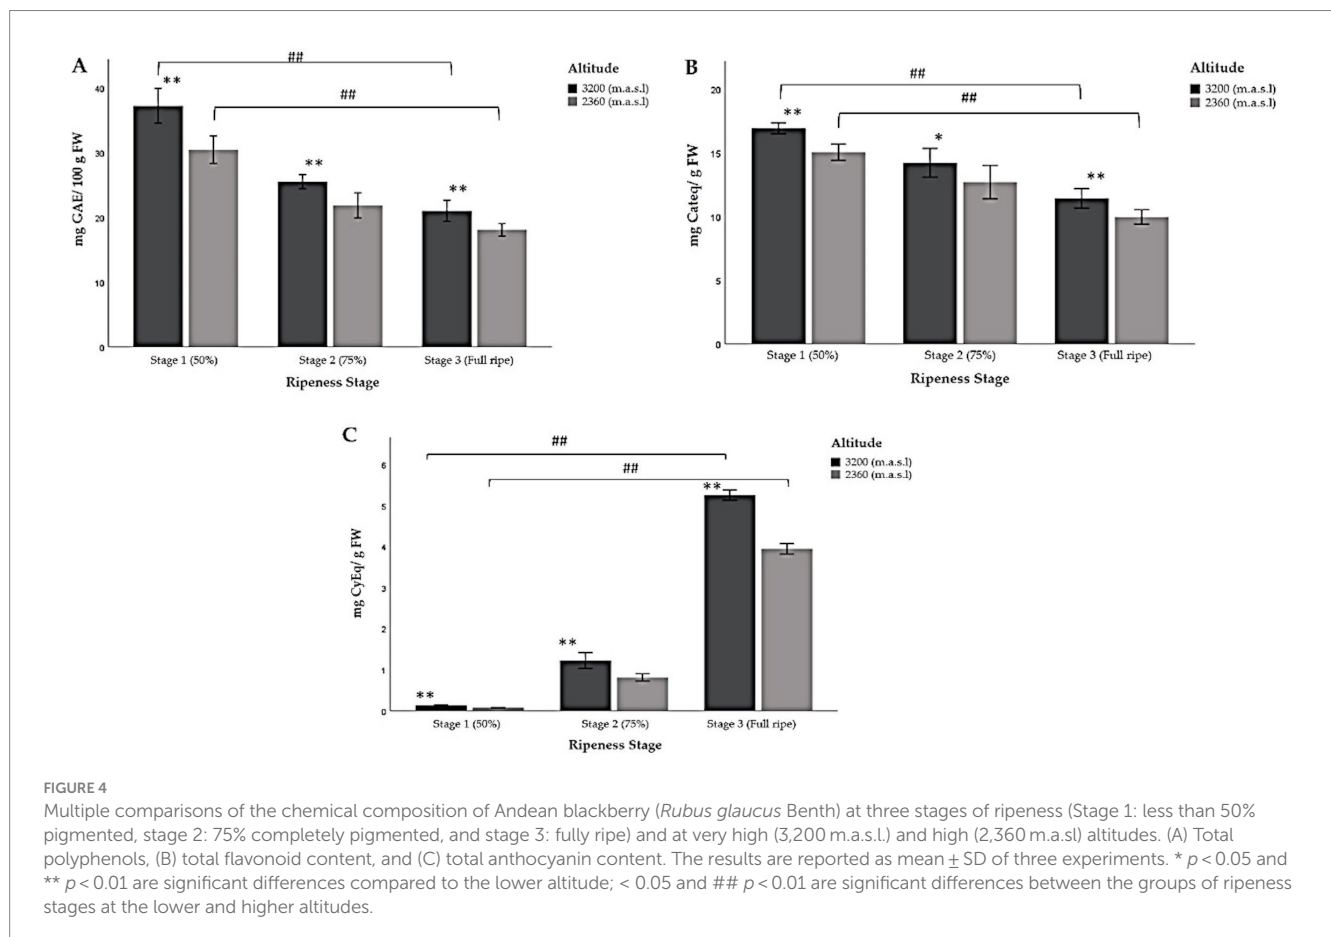 A
##
Altitude
3200 (m.a.s.l)
2360 (m.a.s.l)
**
##
40
30
20
10
0
mg GAE/ 100 g FW
**
**
Stage 1 (50%)
Stage 2 (75%)
Stage 3 (Full ripe)
Ripeness Stage
B
##
Altitude
3200 (m.a.s.l)
2360 (m.a.s.l)
##
**
*
**
20
15
10
5
0
mg Cateq/ g FW
Stage 1 (50%)
Stage 2 (75%)
Stage 3 (Full ripe)
Ripeness Stage
C
##
Altitude
3200 (m.a.s.l)
2360 (m.a.s.l)
##
**
**
**
6
5
4
3
2
1
0
mg CyEq/ g FW
Stage 1 (50%)
Stage 2 (75%)
Stage 3 (Full ripe)
Ripeness Stage
FIGURE 4
Multiple comparisons of the chemical composition of Andean blackberry (Rubus glaucus Benth) at three stages of ripeness (Stage 1: less than 50%
pigmented, stage 2: 75% completely pigmented, and stage 3: fully ripe) and at very high (3,200 m.a.s.l.) and high (2,360 m.a.sl) altitudes. (A) Total
polyphenols, (B) total flavonoid content, and (C) total anthocyanin content. The results are reported as mean ± SD of three experiments. * p < 0.05 and
** p < 0.01 are significant differences compared to the lower altitude; < 0.05 and ## p < 0.01 are significant differences between the groups of ripeness
stages at the lower and higher altitudes.